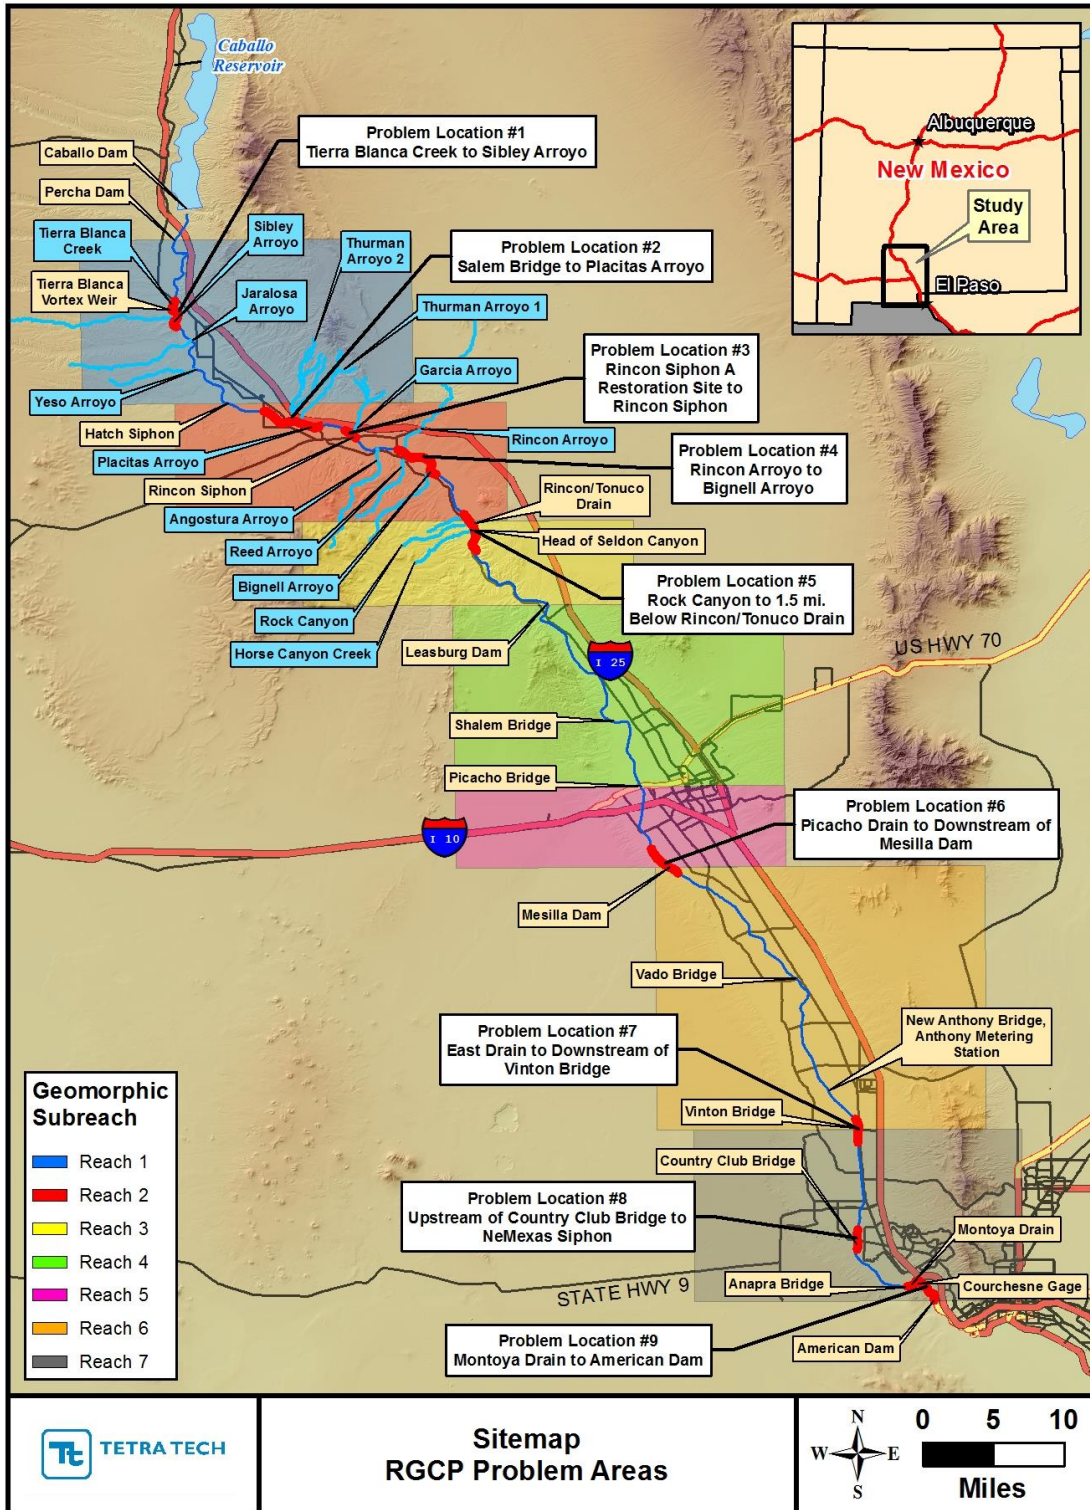 Caballo
Reservoir
Problem Location #1
Tierra Blanca Creek to Sibley Arroyo
Caballo Dam
Percha Dam
Tierra Blanca
Creek
Tierra Blanca
Vortex Weir
Sibley
Arroyo
Jaralosa
Arroyo
Thurman
Arroyo 2
Problem Location #2
Salem Bridge to Placitas Arroyo
Thurman Arroyo 1
Garcia Arroyo
Problem Location #3
Rincon Siphon A
Restoration Site to
Rincon Siphon
Yeso Arroyo
Hatch Siphon
Placitas Arroyo
Rincon Siphon
Angostura Arroyo
Reed Arroyo
Bignell Arroyo
Rock Canyon
Horse Canyon Creek
Rincon Arroyo
Problem Location #4
Rincon Arroyo to
Bignell Arroyo
Rincon/Tonuco
Drain
Head of Seldon Canyon
Problem Location #5
Rock Canyon to 1.5 mi.
Below Rincon/Tonuco Drain
Leasburg Dam
I 25
US HWY 70
Shalem Bridge
Picacho Bridge
I 10
Problem Location #6
Picacho Drain to Downstream of
Mesilla Dam
Mesilla Dam
Vado Bridge
New Anthony Bridge,
Anthony Metering
Station
Problem Location #7
East Drain to Downstream of
Vinton Bridge
Vinton Bridge
Country Club Bridge
Problem Location #8
Upstream of Country Club Bridge to
NeMexas Siphon
Montoya Drain
Anapra Bridge
Courchesne Gage
STATE HWY 9
American Dam
Problem Location #9
Montoya Drain to American Dam
Albuquerque
New Mexico
Study
Area
El Paso
Geomorphic
Subreach
Reach 1
Reach 2
Reach 3
Reach 4
Reach 5
Reach 6
Reach 7
Tt
TETRA TECH
Sitemap
RGCP Problem Areas
N
W
E
S
0 5 10
Miles